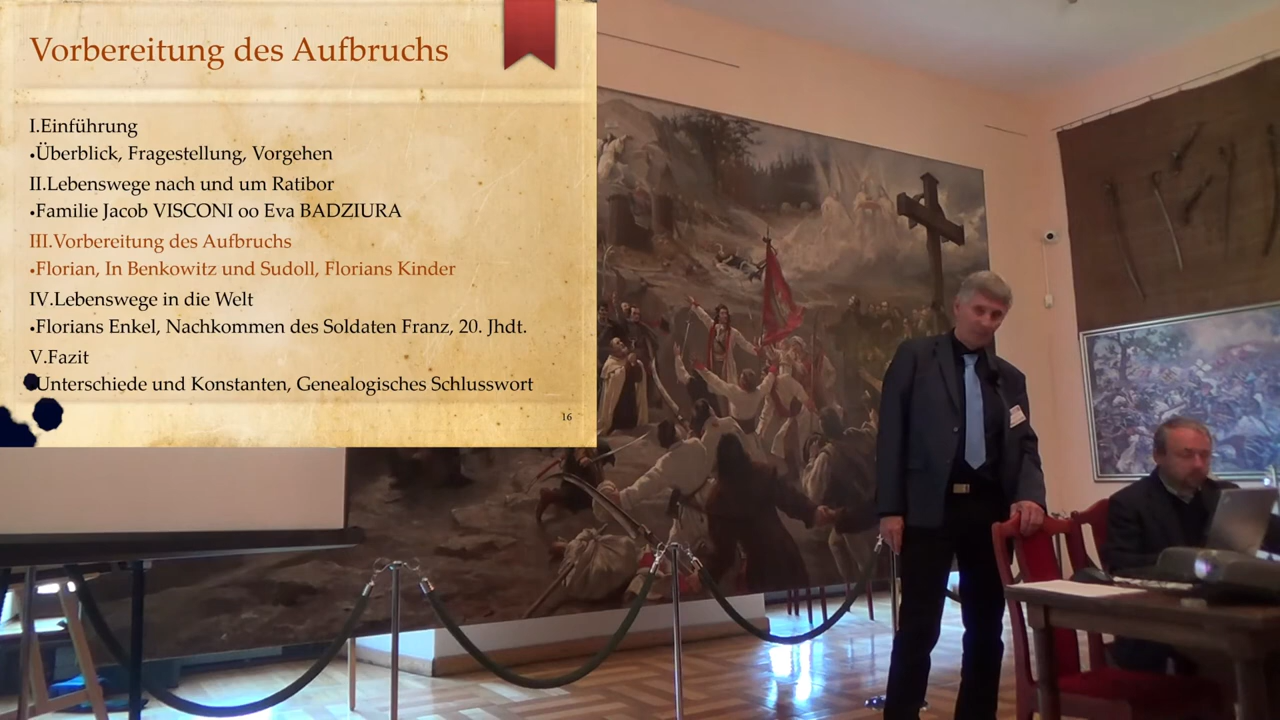 Vorbereitung des Aufbruchs
I.Einführung
•Überblick, Fragestellung, Vorgehen
II.Lebenswege nach und um Ratibor
•Familie Jacob VISCONI oo Eva BADZIURA
III.Vorbereitung des Aufbruchs
•Florian, In Benkowitz und Sudoll, Florians Kinder
IV.Lebenswege in die Welt
•Florians Enkel, Nachkommen des Soldaten Franz, 20. Jhdt.
V.Fazit
•Unterschiede und Konstanten, Genealogisches Schlusswort
16